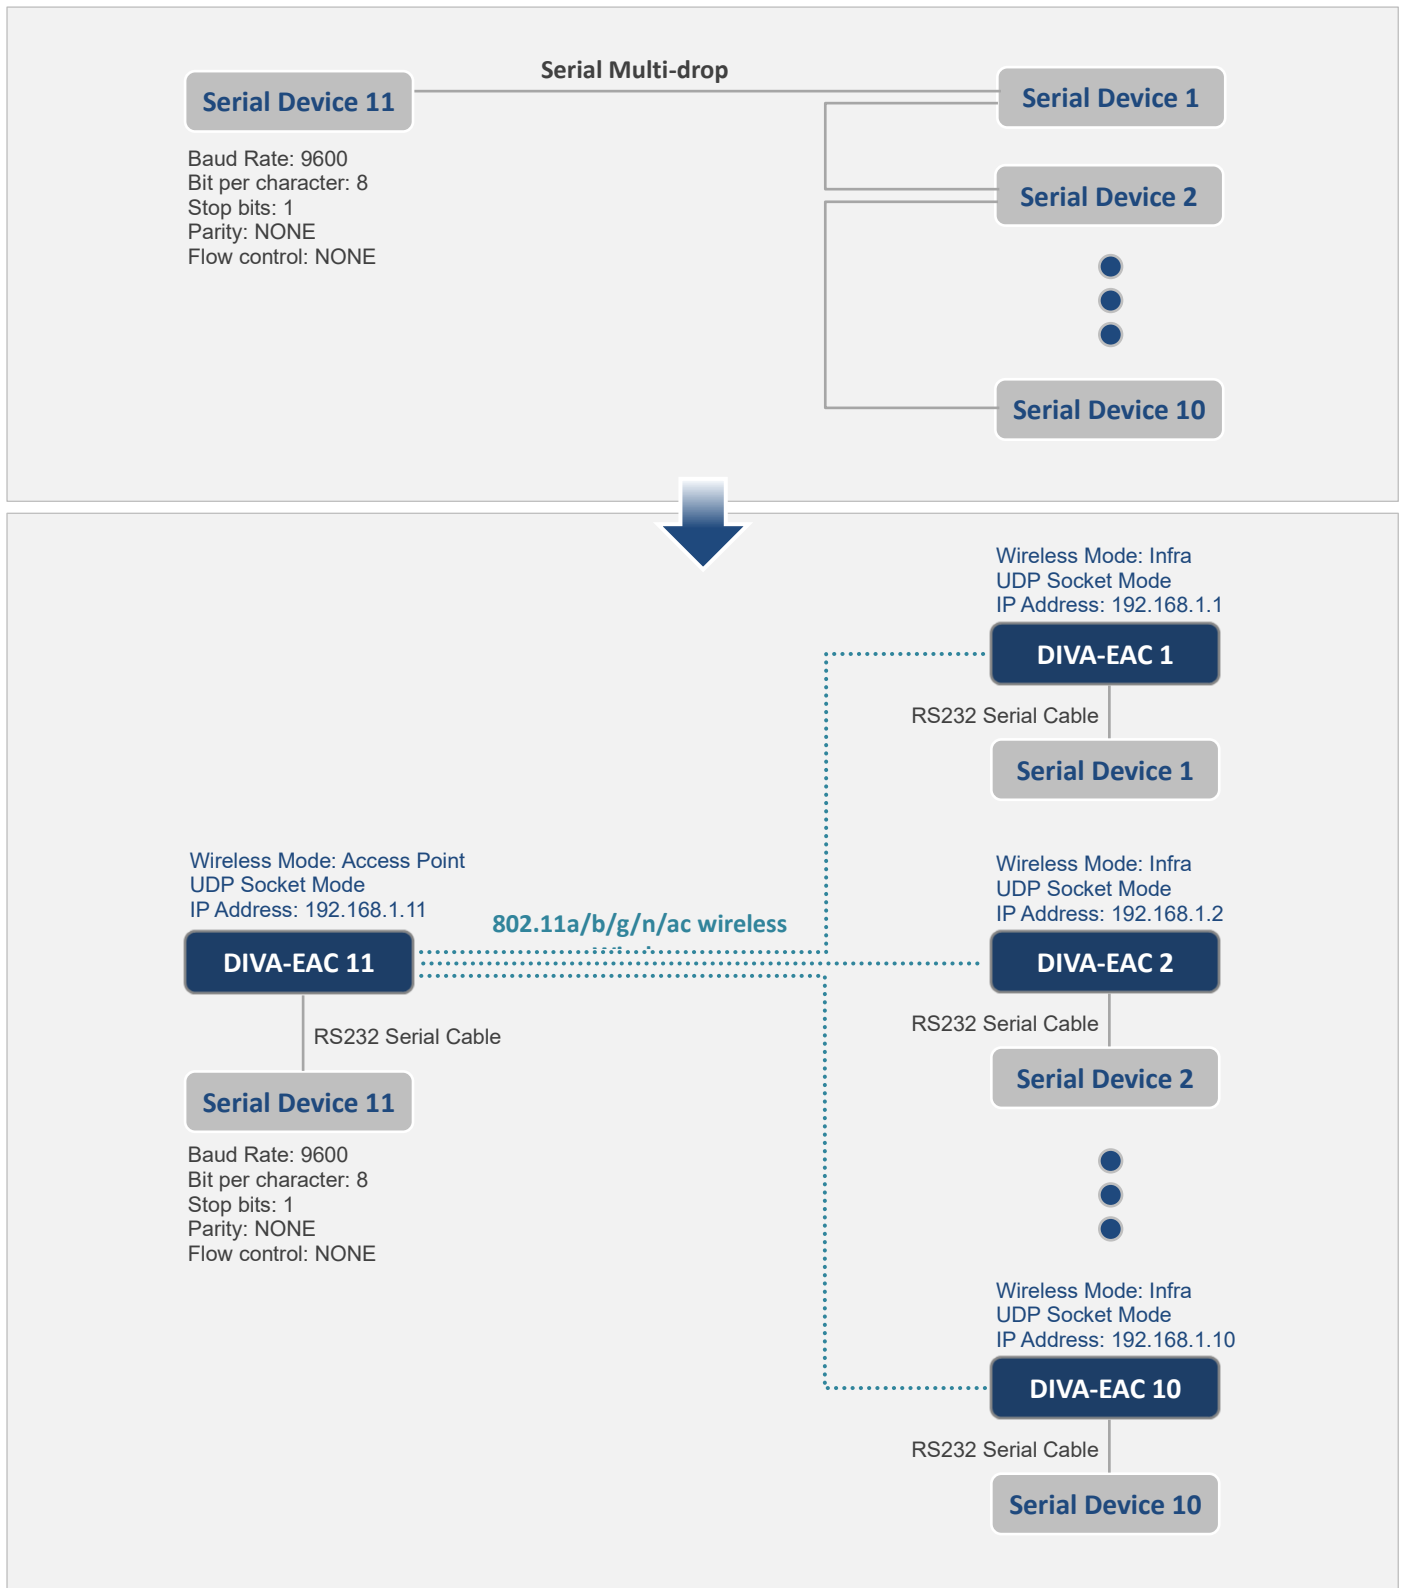 Serial Multi-drop
Serial Device 11
Serial Device 1
Baud Rate: 9600
Bit per character: 8
Stop bits: 1
Parity: NONE
Flow control: NONE
Serial Device 2
Serial Device 10
Wireless Mode: Infra
UDP Socket Mode
IP Address: 192.168.1.1
DIVA-EAC 1
RS232 Serial Cable
Serial Device 1
Wireless Mode: Access Point
UDP Socket Mode
IP Address: 192.168.1.11
802.11a/b/g/n/ac wireless
DIVA-EAC 11
RS232 Serial Cable
Serial Device 11
Baud Rate: 9600
Bit per character: 8
Stop bits: 1
Parity: NONE
Flow control: NONE
Wireless Mode: Infra
UDP Socket Mode
IP Address: 192.168.1.2
DIVA-EAC 2
RS232 Serial Cable
Serial Device 2
Wireless Mode: Infra
UDP Socket Mode
IP Address: 192.168.1.10
DIVA-EAC 10
RS232 Serial Cable
Serial Device 10